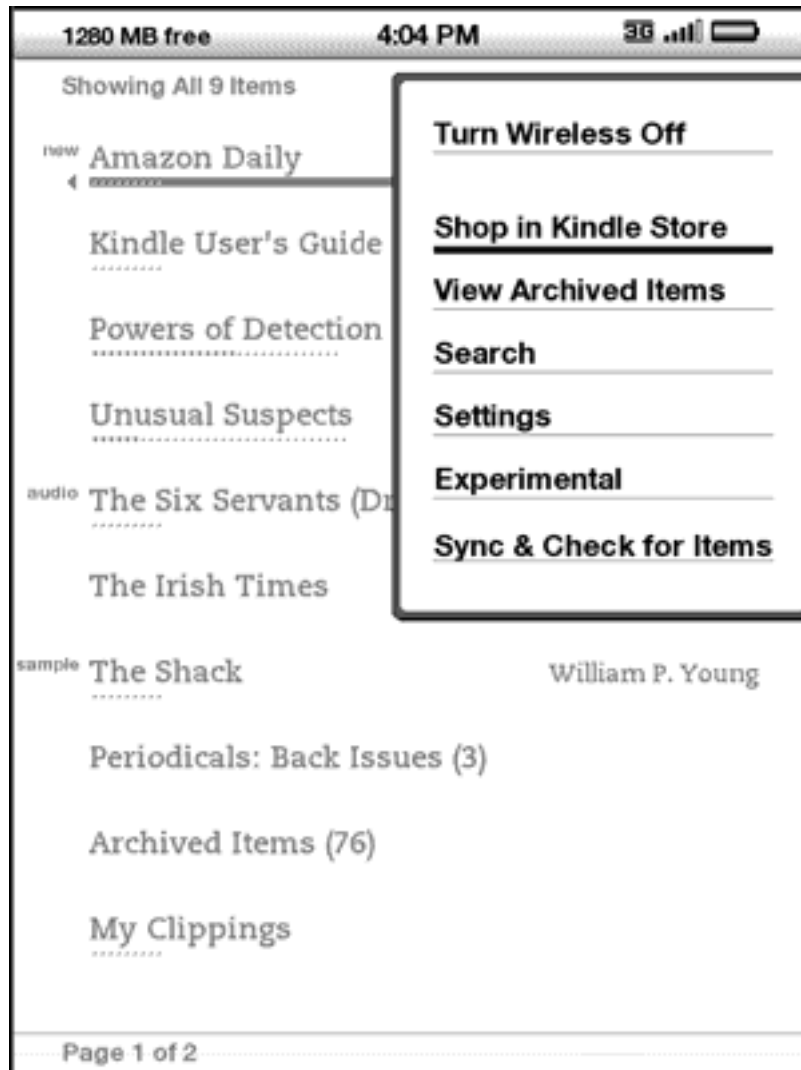 1280 MB free 4:04 PM 3G
Showing All 9 Items
Turn Wireless Off
new Amazon Daily
Shop in Kindle Store
Kindle User's Guide
View Archived Items
Powers of Detection
Search
Unusual Suspects
Settings
Experimental
audio The Six Servants (Dr
Sync & Check for Items
The Irish Times
sample The Shack William P. Young
Periodicals: Back Issues (3)
Archived Items (76)
My Clippings
Page 1 of 2